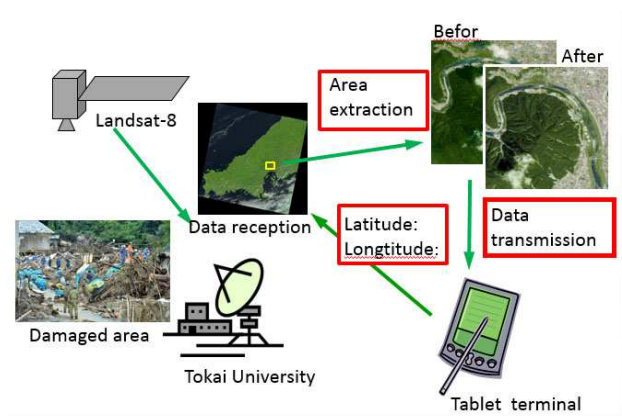 Befor
After
Area
extraction
Landsat-8
Data reception
Latitude:
Longtitude:
Data
transmission
Damaged area
Tokai University
Tablet terminal